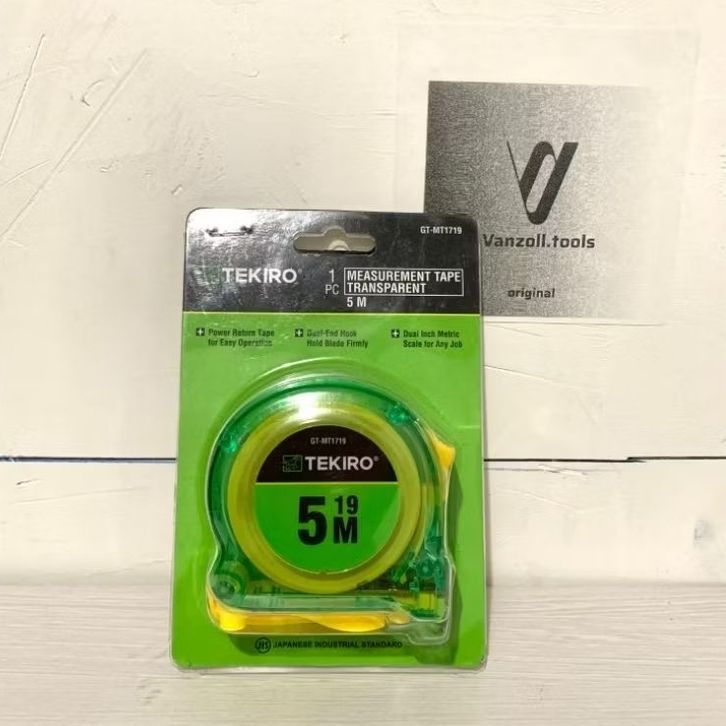 GT-MT1719
TEKIRO
1
PC
MEASUREMENT TAPE
TRANSPARENT
5 M
Power Return Tape
for Easy Operation
Dual-End Hook
Hold Blade Firmly
Dual Inch Metric
Scale for Any Job
GT-MT1719
TEKIRO®
5 19
M
JIS JAPANESE INDUSTRIAL STANDARD
Vanzoll.tools
original